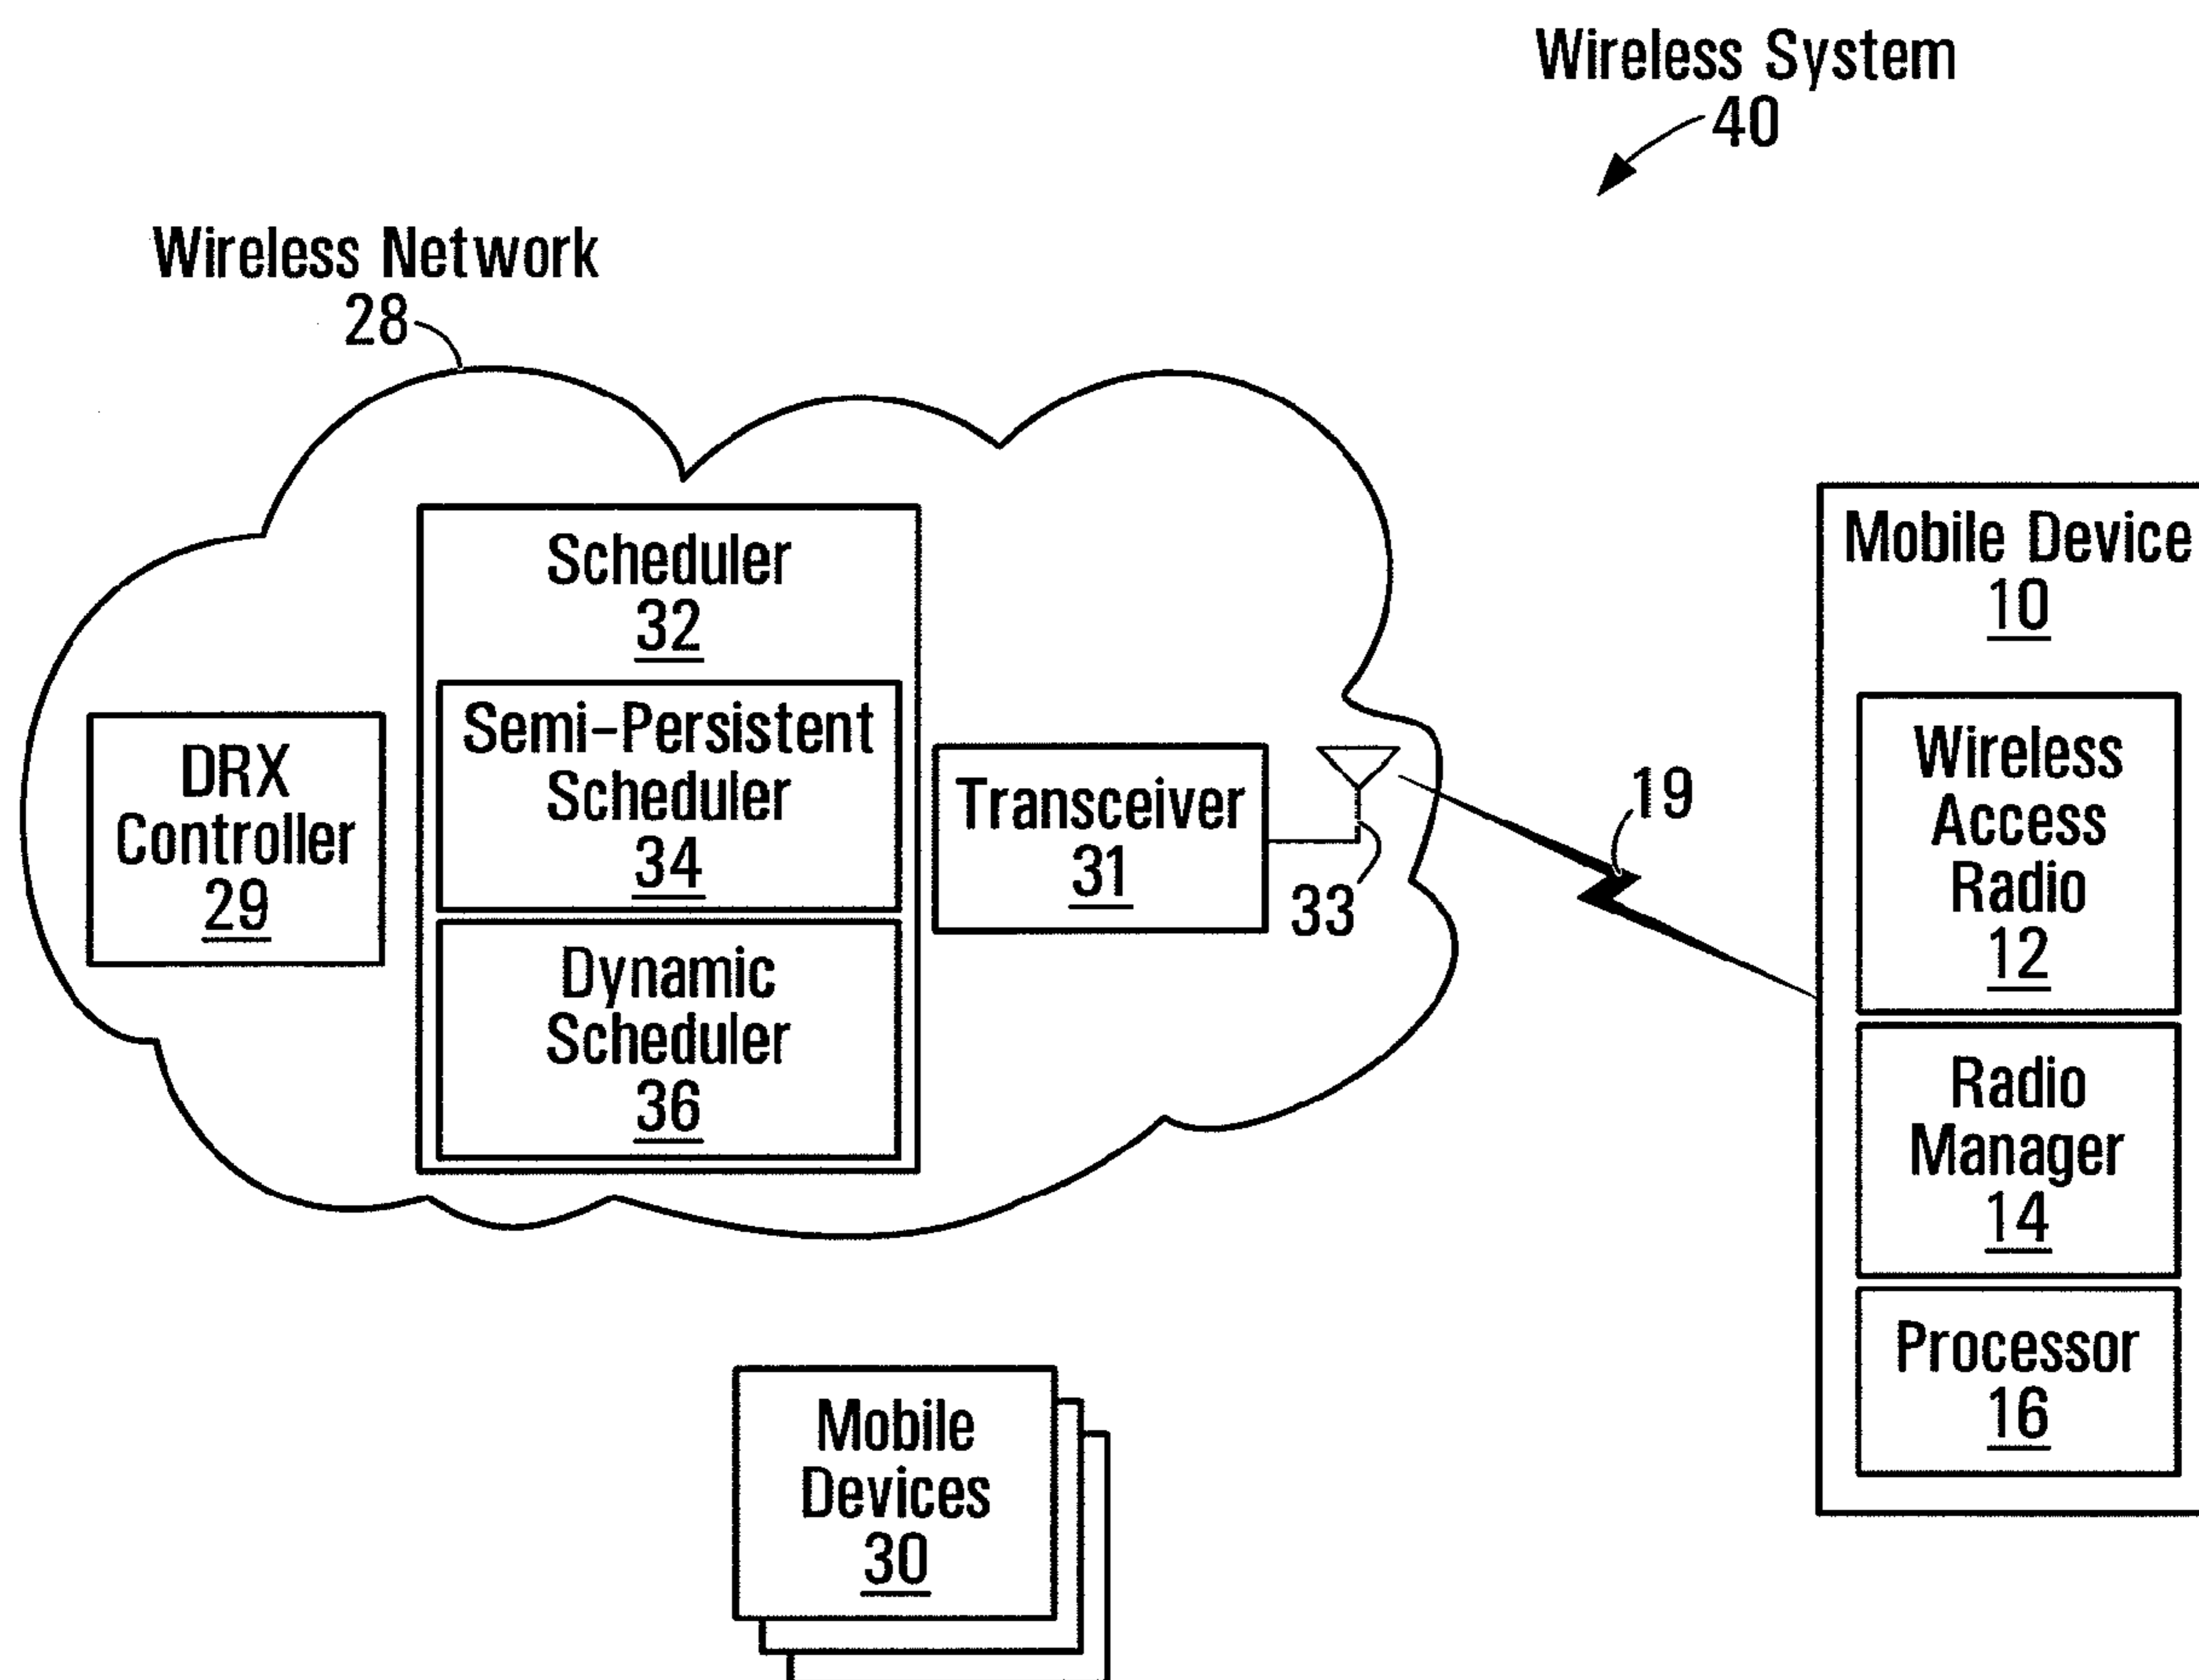 Wireless System
40
Wireless Network
28
Scheduler
32
Semi-Persistent
Scheduler
34
Dynamic
Scheduler
36
DRX
Controller
29
Transceiver
31
33
19
Mobile Device
10
Wireless
Access
Radio
12
Radio
Manager
14
Processor
16
Mobile
Devices
30